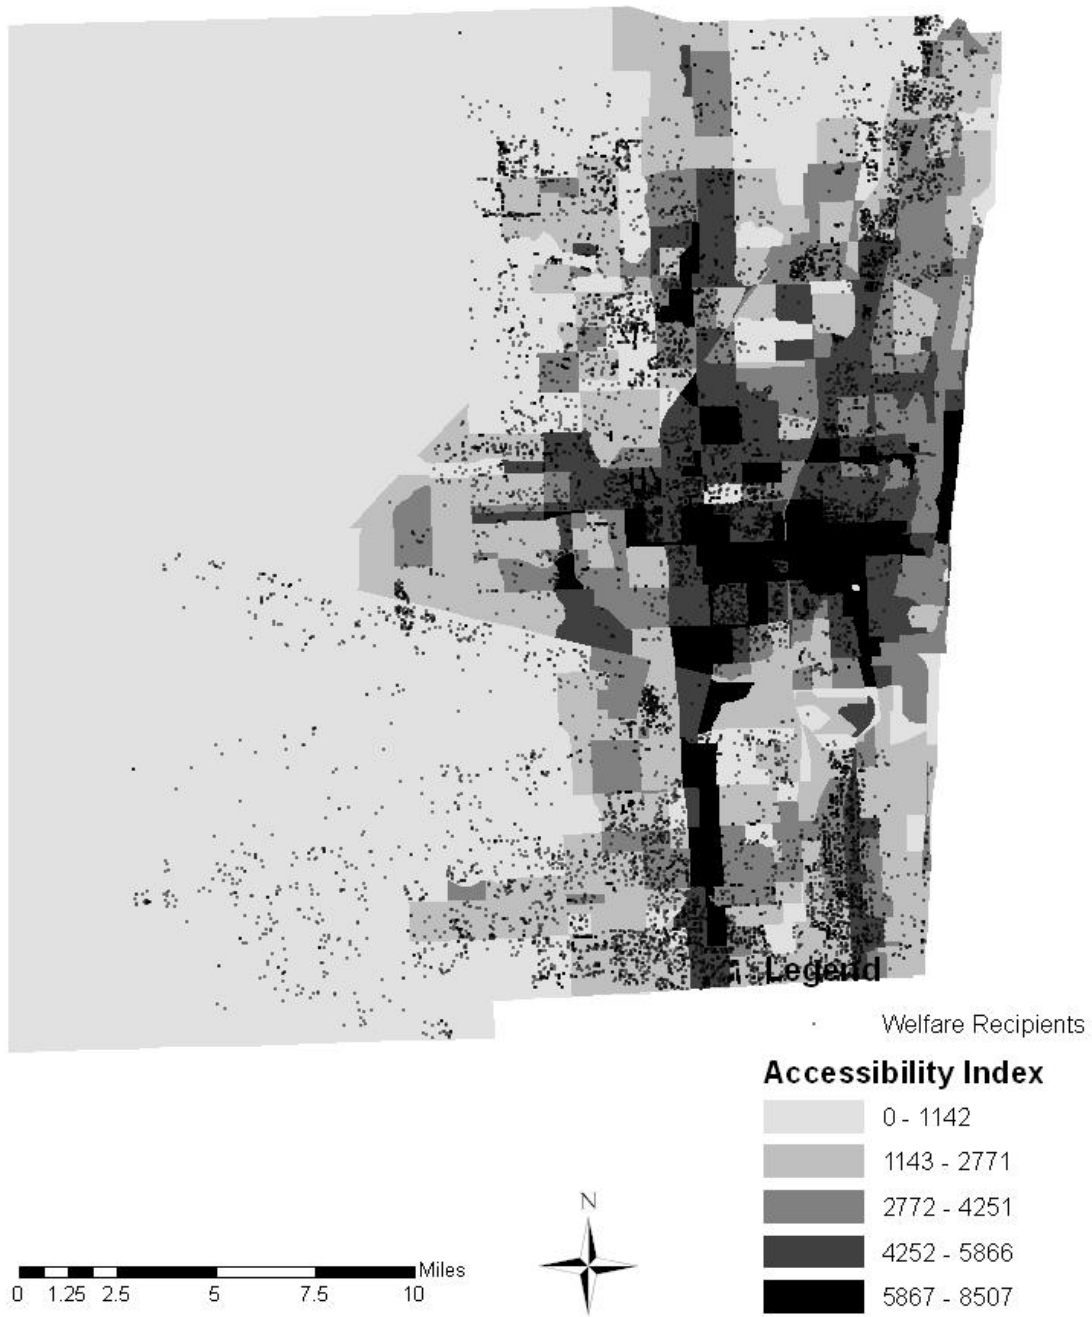 Legend
Welfare Recipients
Accessibility Index
0 - 1142
1143 - 2771
2772 - 4251
4252 - 5866
5867 - 8507
N
Miles
0 1.25 2.5 5 7.5 10